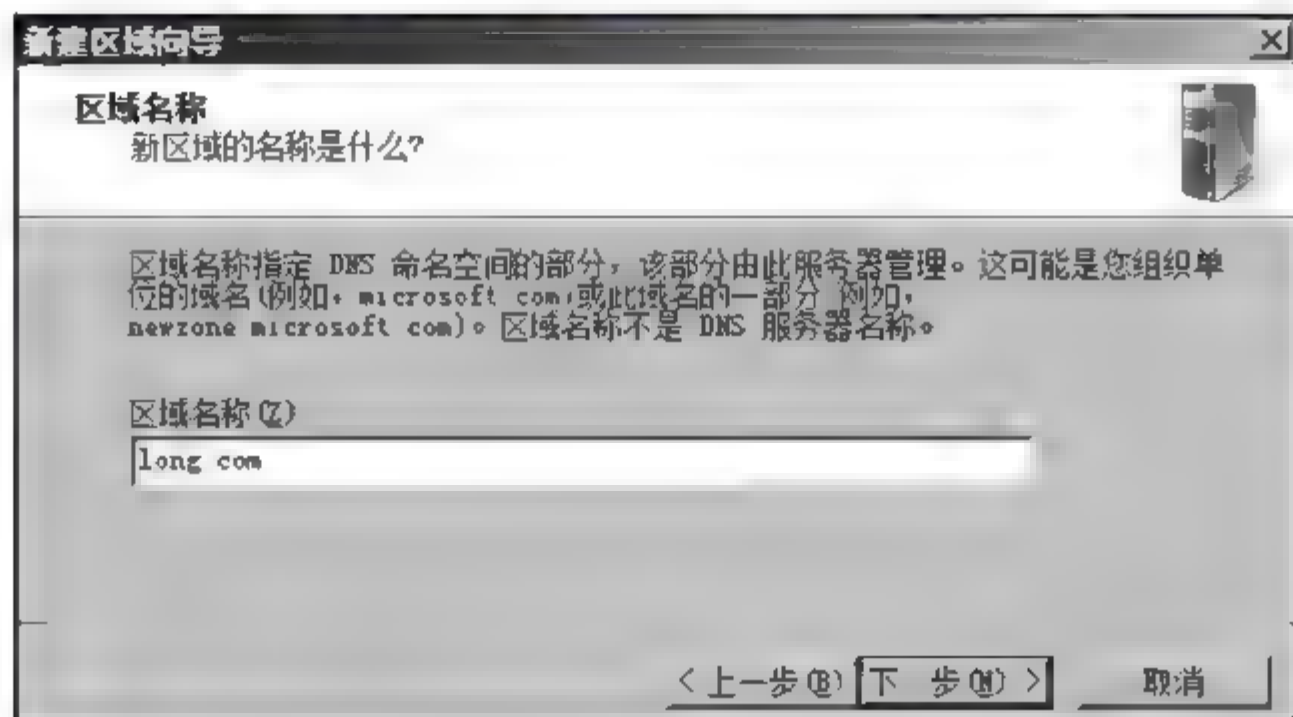 新建区域向导
区域名称
新区域的名称是什么?
区域名称指定 DNS 命名空间的部分,该部分由此服务器管理。这可能是您组织单
位的域名(例如,microsoft com)或此域名的一部分 例如,
newzone microsoft com)。区域名称不是 DNS 服务器名称。
区域名称(Z)
long com
< 上一步(B) 下 步(N) > 取消